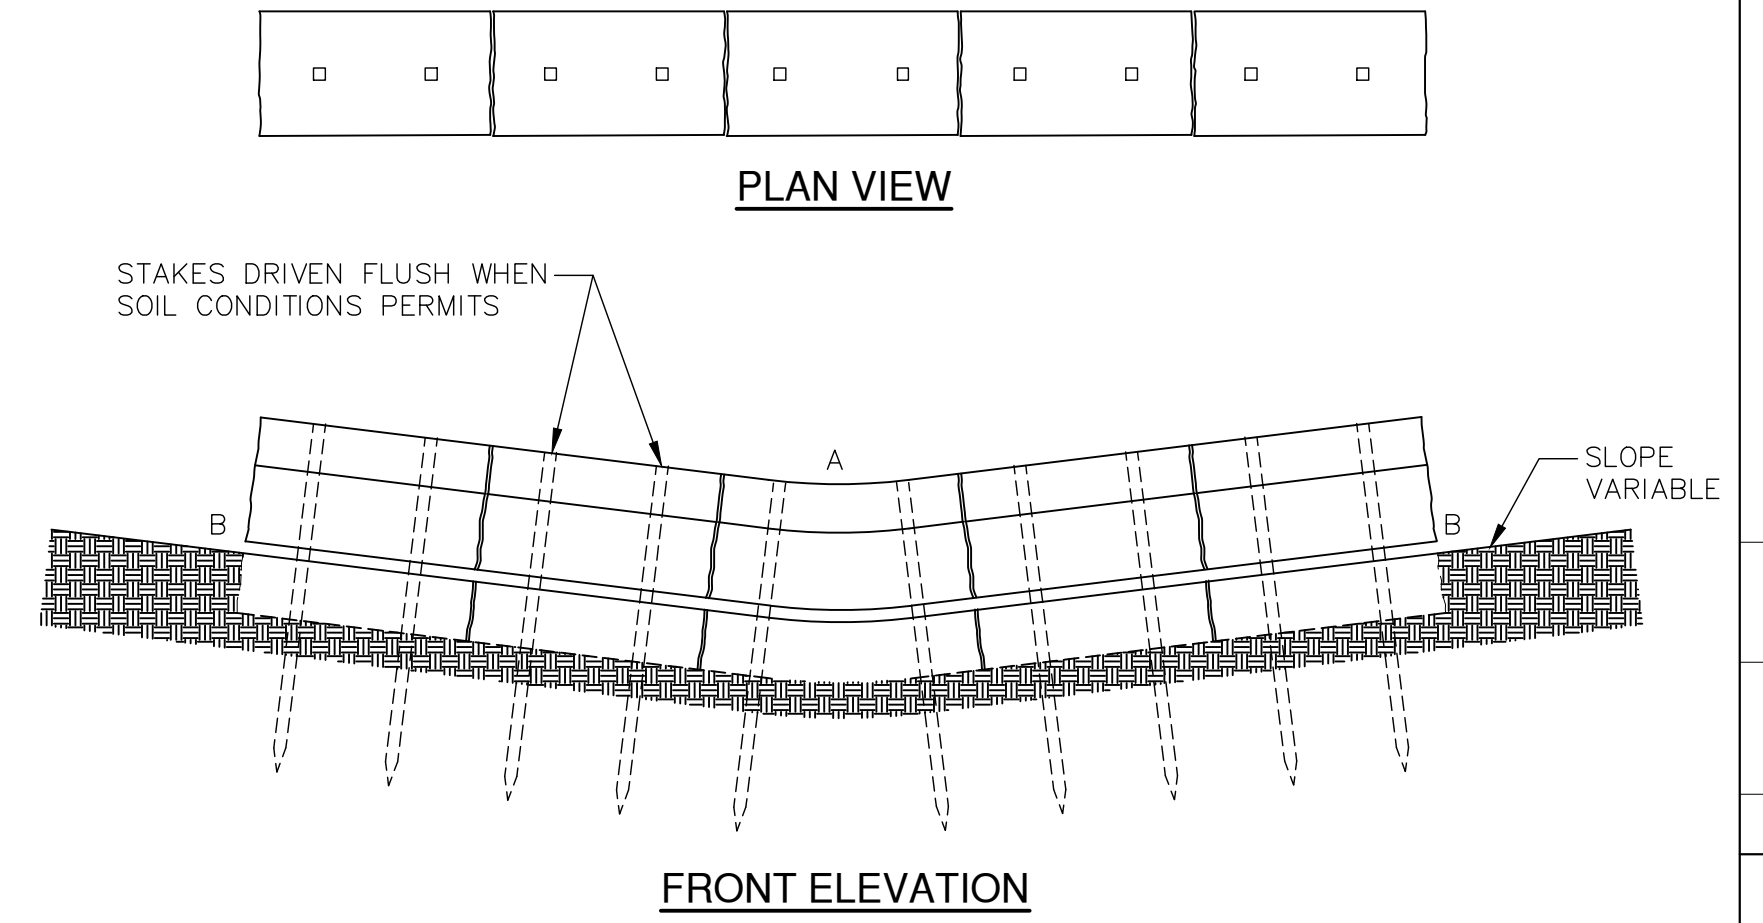 PLAN VIEW
STAKES DRIVEN FLUSH WHEN
SOIL CONDITIONS PERMITS
A
SLOPE
VARIABLE
B
B
FRONT ELEVATION